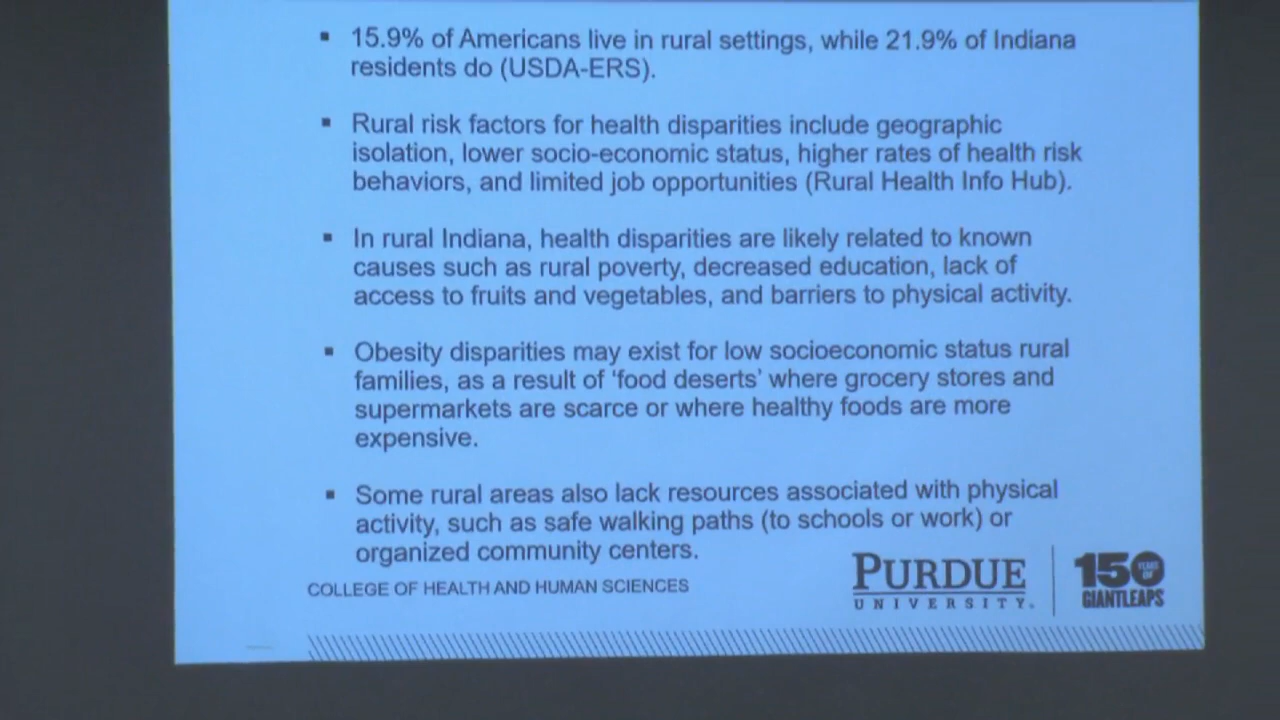 ▪ 15.9% of Americans live in rural settings, while 21.9% of Indiana
residents do (USDA-ERS).
▪ Rural risk factors for health disparities include geographic
isolation, lower socio-economic status, higher rates of health risk
behaviors, and limited job opportunities (Rural Health Info Hub).
▪ In rural Indiana, health disparities are likely related to known
causes such as rural poverty, decreased education, lack of
access to fruits and vegetables, and barriers to physical activity.
▪ Obesity disparities may exist for low socioeconomic status rural
families, as a result of ‘food deserts’ where grocery stores and
supermarkets are scarce or where healthy foods are more
expensive.
▪ Some rural areas also lack resources associated with physical
activity, such as safe walking paths (to schools or work) or
organized community centers.
COLLEGE OF HEALTH AND HUMAN SCIENCES
PURDUE
UNIVERSITY®
150 YEARS OF
GIANT LEAPS